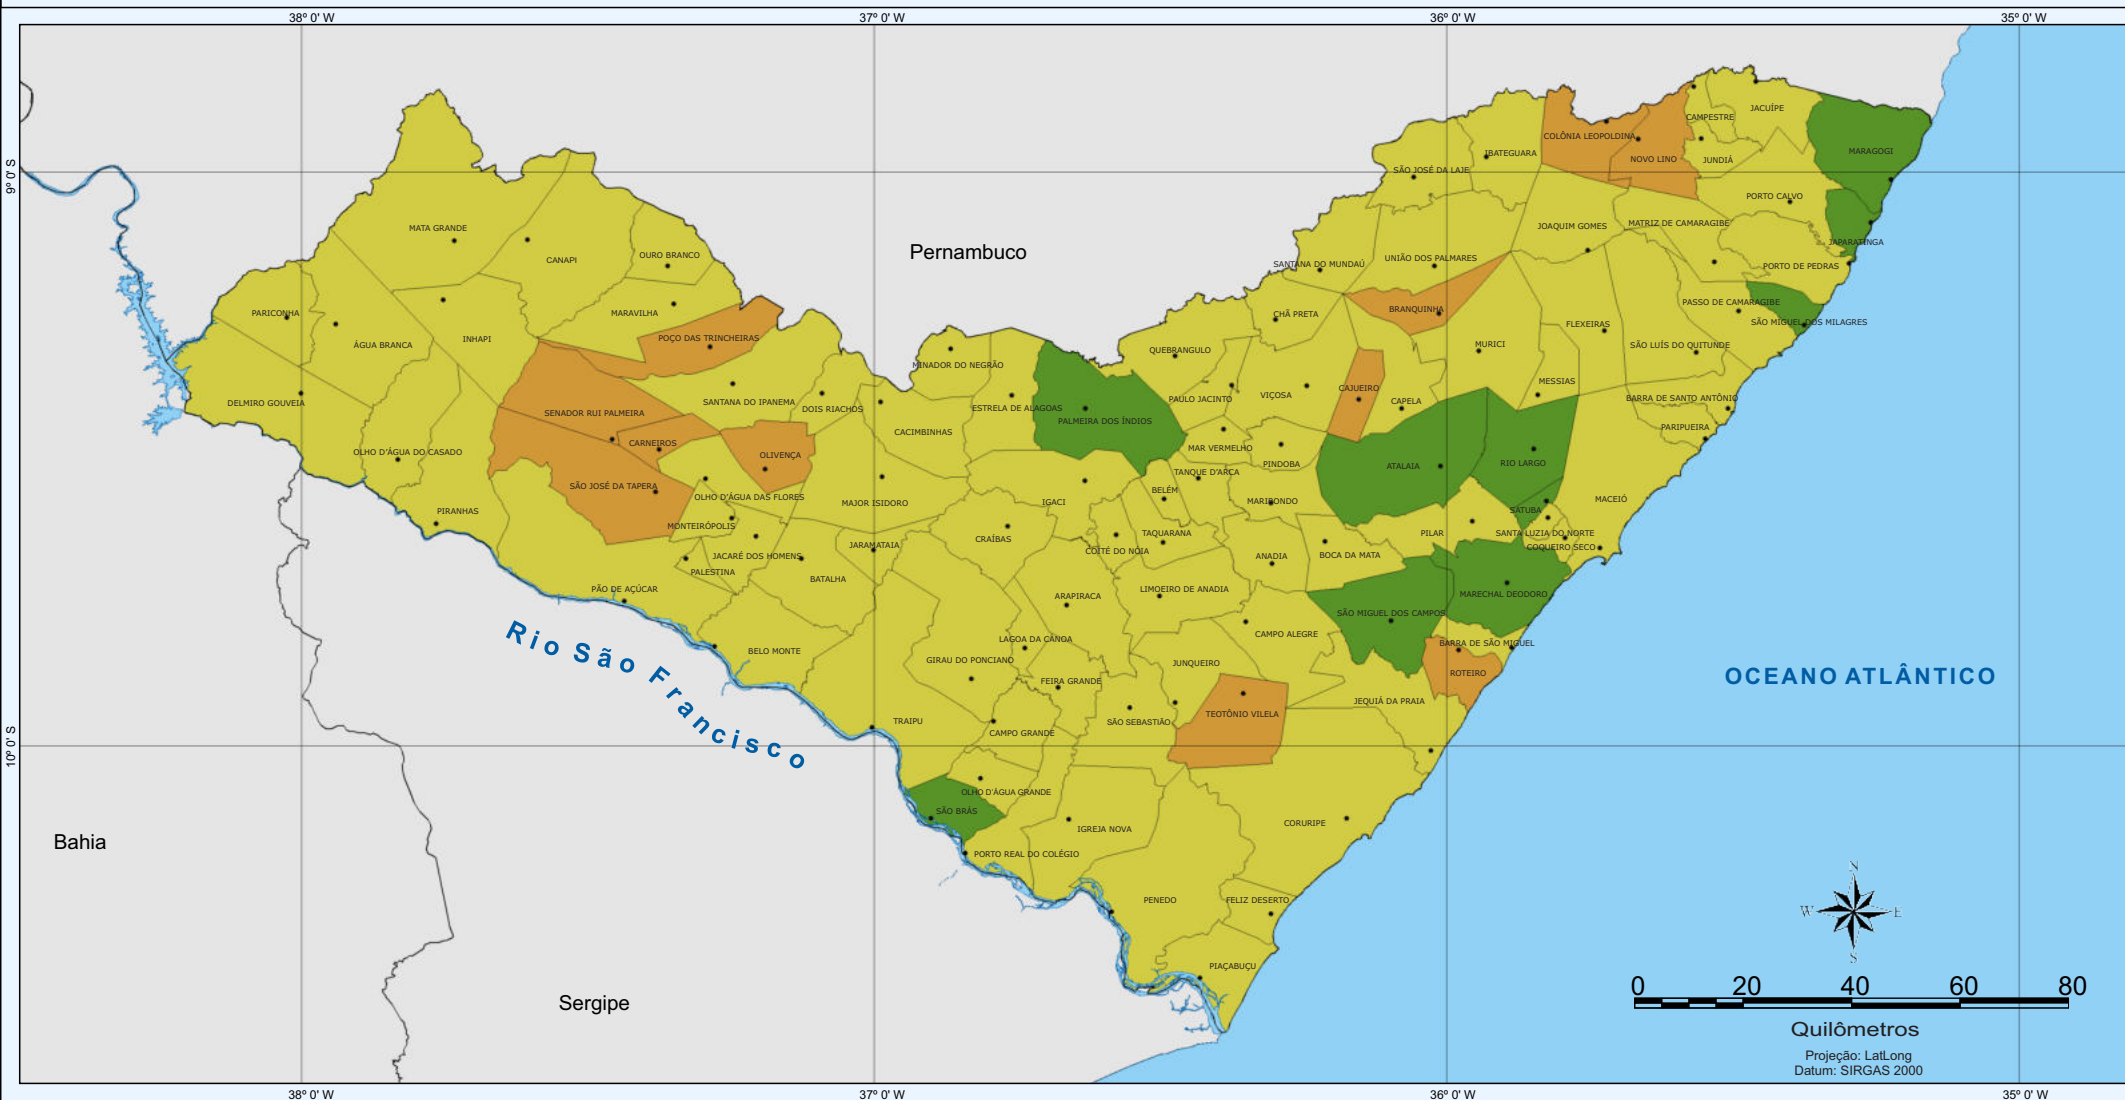 38° 0' W
37° 0' W
36° 0' W
35° 0' W
9° 0' S
10° 0' S
JACUÍPE
CAMPESTRE
COLÔNIA LEOPOLDINA
NOVO LINO
JUNDIÁ
MARAGOGI
IBATEGUARA
SÃO JOSÉ DA LAJE
PORTO CALVO
MATA GRANDE
JOAQUIM GOMES
MATRIZ DE CAMARAGIBE
JAPARATINGA
Pernambuco
CANAPI
OURO BRANCO
SANTANA DO MUNDAÚ
UNIÃO DOS PALMARES
PORTO DE PEDRAS
PARICONHA
MARAVILHA
CHÃ PRETA
BRANQUINHA
PASSO DE CAMARAGIBE
SÃO MIGUEL DOS MILAGRES
FLEXEIRAS
ÁGUA BRANCA
INHAPI
POÇO DAS TRINCHEIRAS
QUEBRANGULO
MURICI
SÃO LUÍS DO QUITUNDE
MINADOR DO NEGRÃO
MESSIAS
DELMIRO GOUVEIA
SENADOR RUI PALMEIRA
SANTANA DO IPANEMA
DOIS RIACHOS
ESTRELA DE ALAGOAS
PALMEIRA DOS ÍNDIOS
PAULO JACINTO
VIÇOSA
CAJUEIRO
CAPELA
BARRA DE SANTO ANTÔNIO
PARIPUEIRA
CARNEIROS
OLIVENÇA
CACIMBINHAS
MAR VERMELHO
PINDOBA
ATALAIA
RIO LARGO
OLHO D'ÁGUA DO CASADO
SÃO JOSÉ DA TAPERA
OLHO D'ÁGUA DAS FLORES
MAJOR ISIDORO
IGACI
TANQUE D'ARCA
BELÉM
MARIBONDO
MACEIÓ
PIRANHAS
MONTEIRÓPOLIS
SATUBA
CRAÍBAS
TAQUARANA
PILAR
SANTA LUZIA DO NORTE
JACARÉ DOS HOMENS
JARAMATAIA
COITÉ DO NÓIA
ANADIA
BOCA DA MATA
COQUEIRO SECO
PALESTINA
BATALHA
PÃO DE AÇÚCAR
ARAPIRACA
LIMOEIRO DE ANADIA
MARECHAL DEODORO
SÃO MIGUEL DOS CAMPOS
Rio São Francisco
BELO MONTE
LAGOA DA CANOA
CAMPO ALEGRE
BARRA DE SÃO MIGUEL
GIRAU DO PONCIANO
JUNQUEIRO
ROTEIRO
OCEANO ATLÂNTICO
FEIRA GRANDE
JEQUIÁ DA PRAIA
TRAIPU
SÃO SEBASTIÃO
TEOTÔNIO VILELA
CAMPO GRANDE
OLHO D'ÁGUA GRANDE
SÃO BRÁS
IGREJA NOVA
CORURIPE
Bahia
PORTO REAL DO COLÉGIO
PENEDO
FELIZ DESERTO
PIAÇABUÇU
Sergipe
N
W
E
S
0 20 40 60 80
Quilômetros
Projeção: LatLong
Datum: SIRGAS 2000
38° 0' W
37° 0' W
36° 0' W
35° 0' W